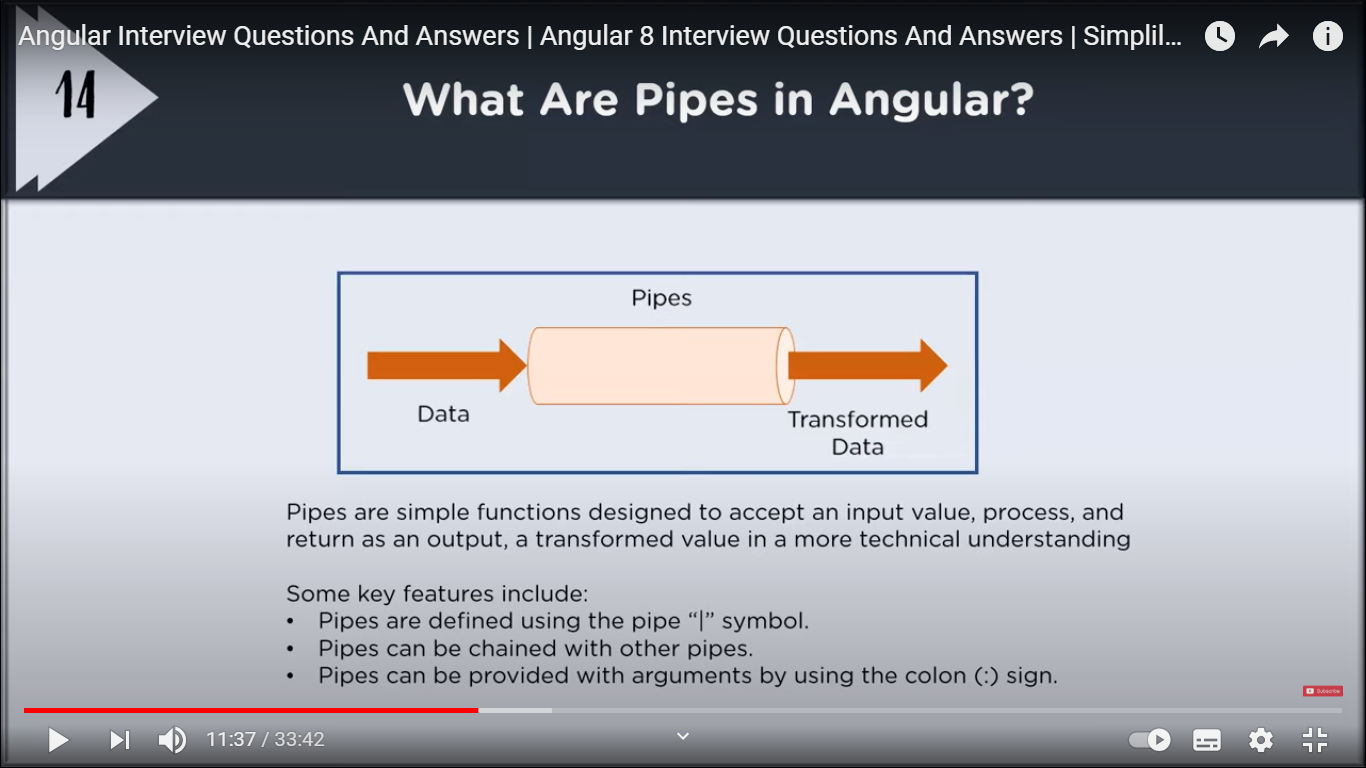 Angular Interview Questions And Answers | Angular 8 Interview Questions And Answers | Simplil...
14
What Are Pipes in Angular?
Pipes
Data
Transformed
Data
Pipes are simple functions designed to accept an input value, process, and
return as an output, a transformed value in a more technical understanding
Some key features include:
• Pipes are defined using the pipe “|” symbol.
• Pipes can be chained with other pipes.
• Pipes can be provided with arguments by using the colon (:) sign.
Subscribe
11:37 / 33:42